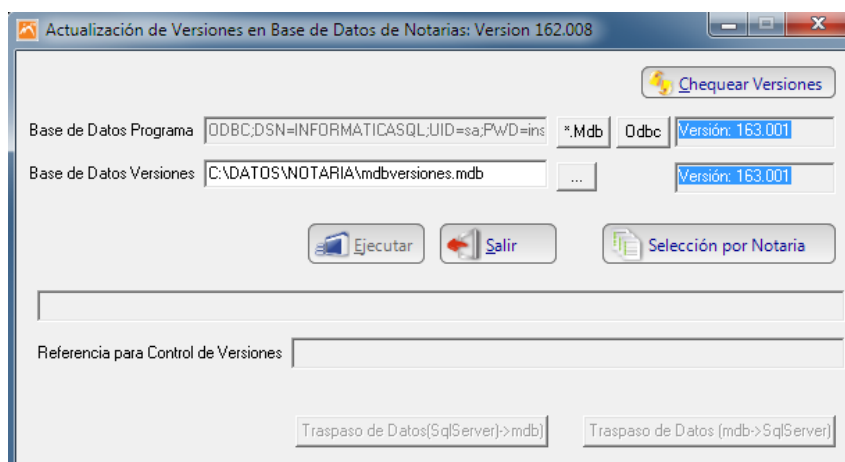 Actualización de Versiones en Base de Datos de Notarias: Version 162.008
Chequear Versiones
Base de Datos Programa ODBC;DSN=INFORMATICASQL;UID=sa;PWD=ins *.Mdb Odbc Versión: 163.001
Base de Datos Versiones C:\DATOS\NOTARIA\mdbversiones.mdb ... Versión: 163.001
Ejecutar Salir Selección por Notaria
Referencia para Control de Versiones
Traspaso de Datos(SqlServer)->mdb) Traspaso de Datos (mdb->SqlServer)